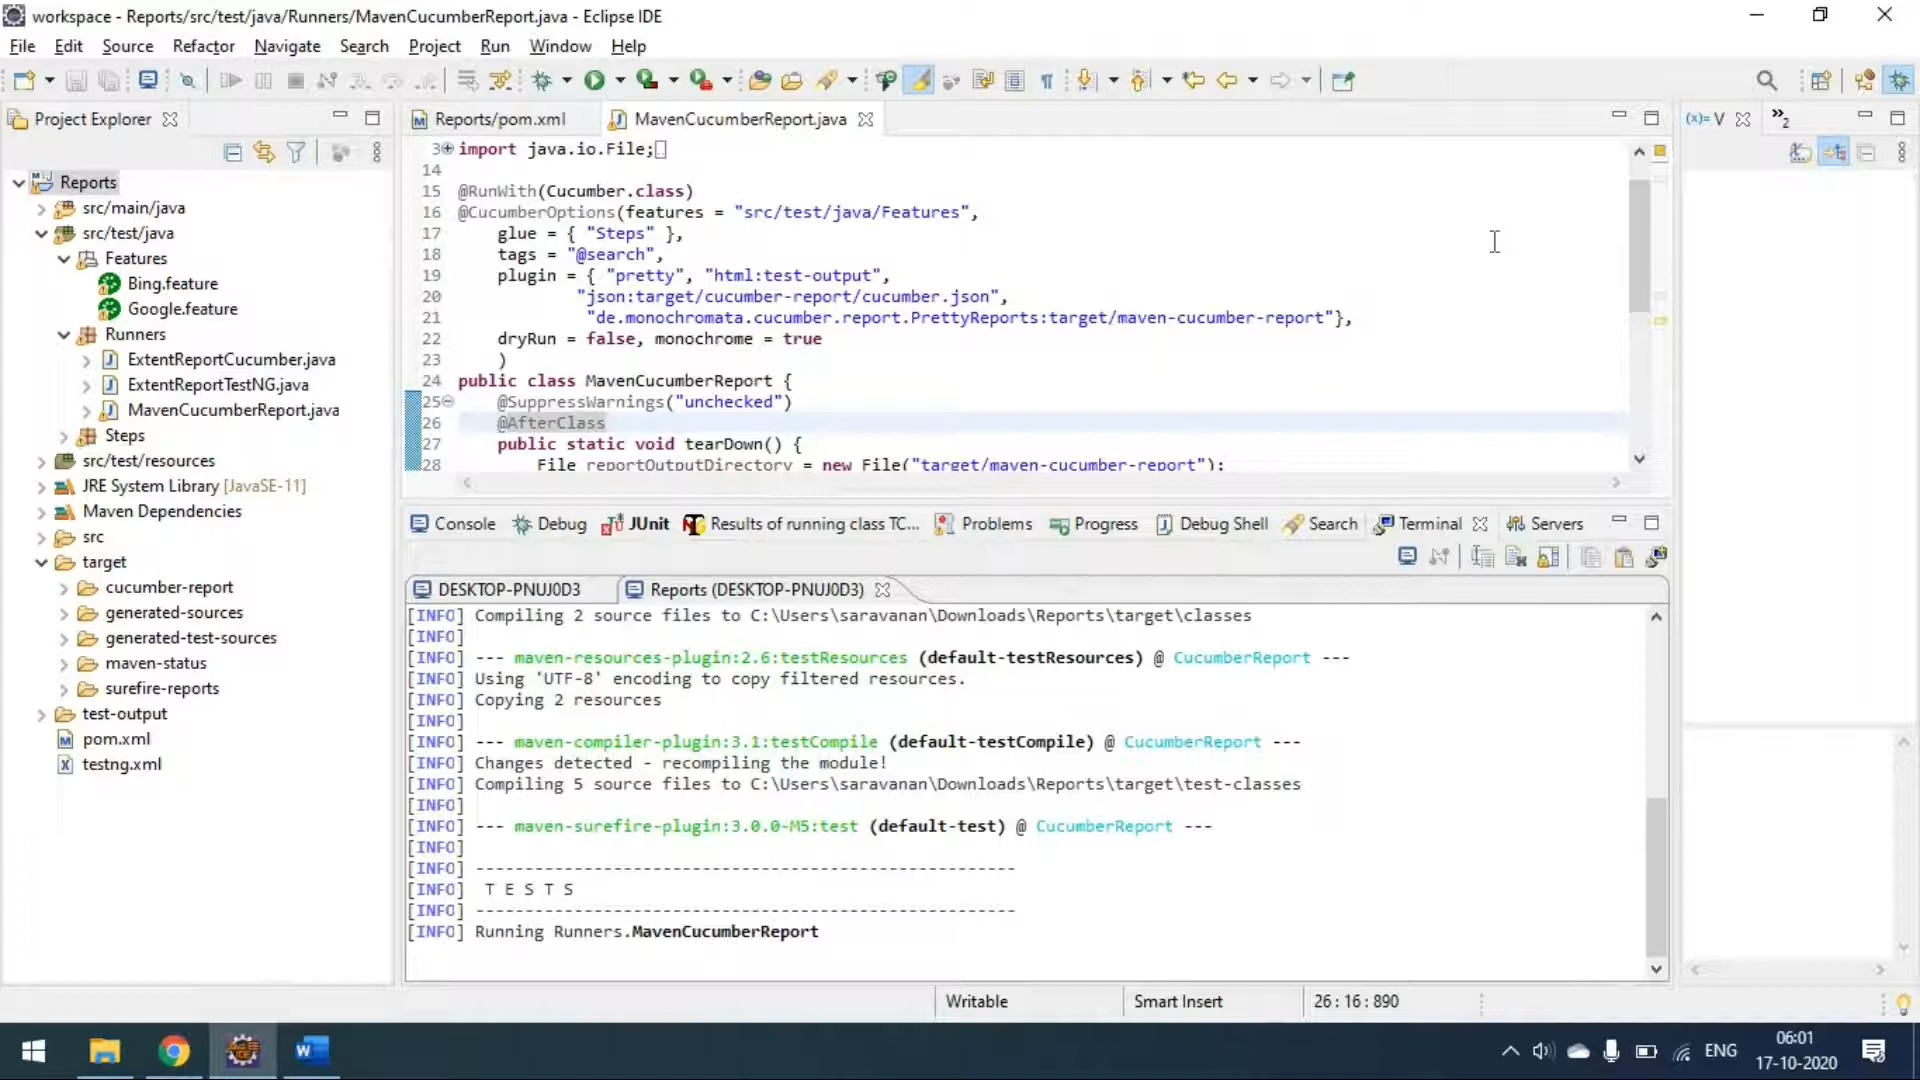 workspace - Reports/src/test/java/Runners/MavenCucumberReport.java - Eclipse IDE
File Edit Source Refactor Navigate Search Project Run Window Help
Project Explorer
Reports
src/main/java
src/test/java
Features
Bing.feature
Google.feature
Runners
ExtentReportCucumber.java
ExtentReportTestNG.java
MavenCucumberReport.java
Steps
src/test/resources
JRE System Library [JavaSE-11]
Maven Dependencies
src
target
cucumber-report
generated-sources
generated-test-sources
maven-status
surefire-reports
test-output
pom.xml
testng.xml
Reports/pom.xml MavenCucumberReport.java
3 import java.io.File;
14
15 @RunWith(Cucumber.class)
16 @CucumberOptions(features = "src/test/java/Features",
17 glue = { "Steps" },
18 tags = "@search",
19 plugin = { "pretty", "html:test-output",
20 "json:target/cucumber-report/cucumber.json",
21 "de.monochromata.cucumber.report.PrettyReports:target/maven-cucumber-report"},
22 dryRun = false, monochrome = true
23 )
24 public class MavenCucumberReport {
25 @SuppressWarnings("unchecked")
26 @AfterClass
27 public static void tearDown() {
28 File reportOutputDirectory = new File("target/maven-cucumber-report");
(x)= V »2
Console Debug JUnit Results of running class TC... Problems Progress Debug Shell Search Terminal Servers
DESKTOP-PNUJ0D3 Reports (DESKTOP-PNUJ0D3)
[INFO] Compiling 2 source files to C:\Users\saravanan\Downloads\Reports\target\classes
[INFO]
[INFO] --- maven-resources-plugin:2.6:testResources (default-testResources) @ CucumberReport ---
[INFO] Using 'UTF-8' encoding to copy filtered resources.
[INFO] Copying 2 resources
[INFO]
[INFO] --- maven-compiler-plugin:3.1:testCompile (default-testCompile) @ CucumberReport ---
[INFO] Changes detected - recompiling the module!
[INFO] Compiling 5 source files to C:\Users\saravanan\Downloads\Reports\target\test-classes
[INFO]
[INFO] --- maven-surefire-plugin:3.0.0-M5:test (default-test) @ CucumberReport ---
[INFO]
[INFO] -------------------------------------------------------
[INFO] T E S T S
[INFO] -------------------------------------------------------
[INFO] Running Runners.MavenCucumberReport
Writable Smart Insert 26 : 16 : 890
ENG
06:01
17-10-2020